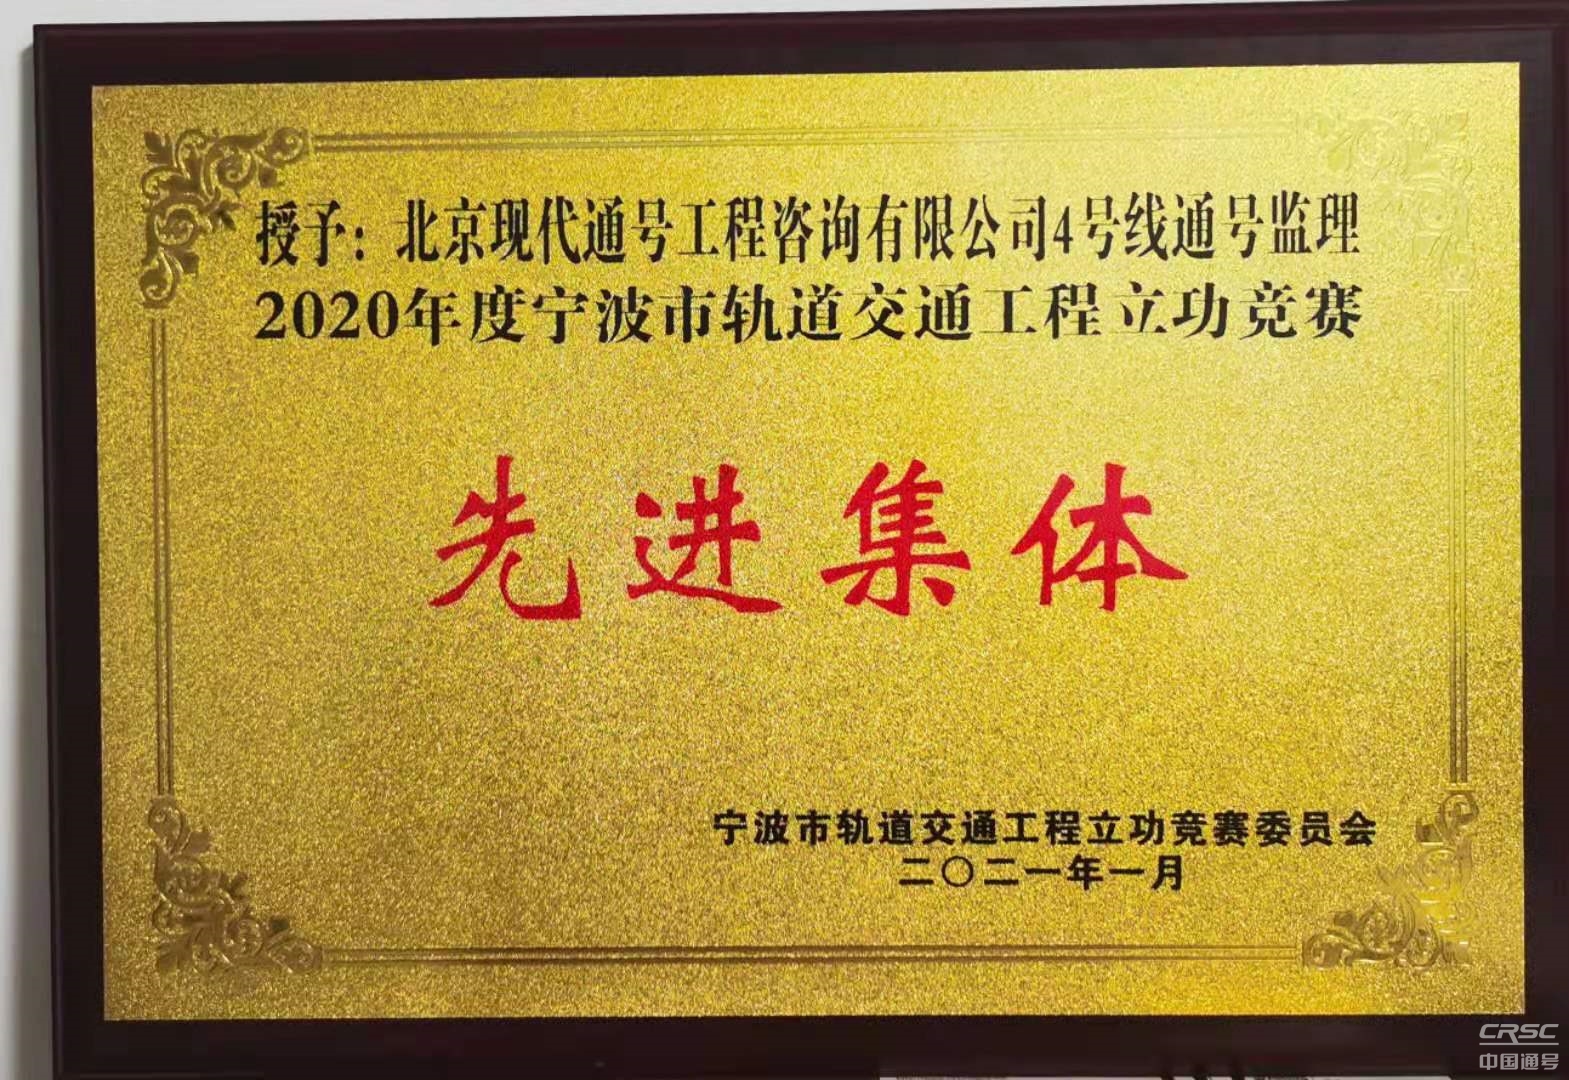 授予：北京现代通号工程咨询有限公司4号线通号监理
2020年度宁波市轨道交通工程立功竞赛
先进集体
宁波市轨道交通工程立功竞赛委员会
二〇二一年一月
CRSC
中国通号